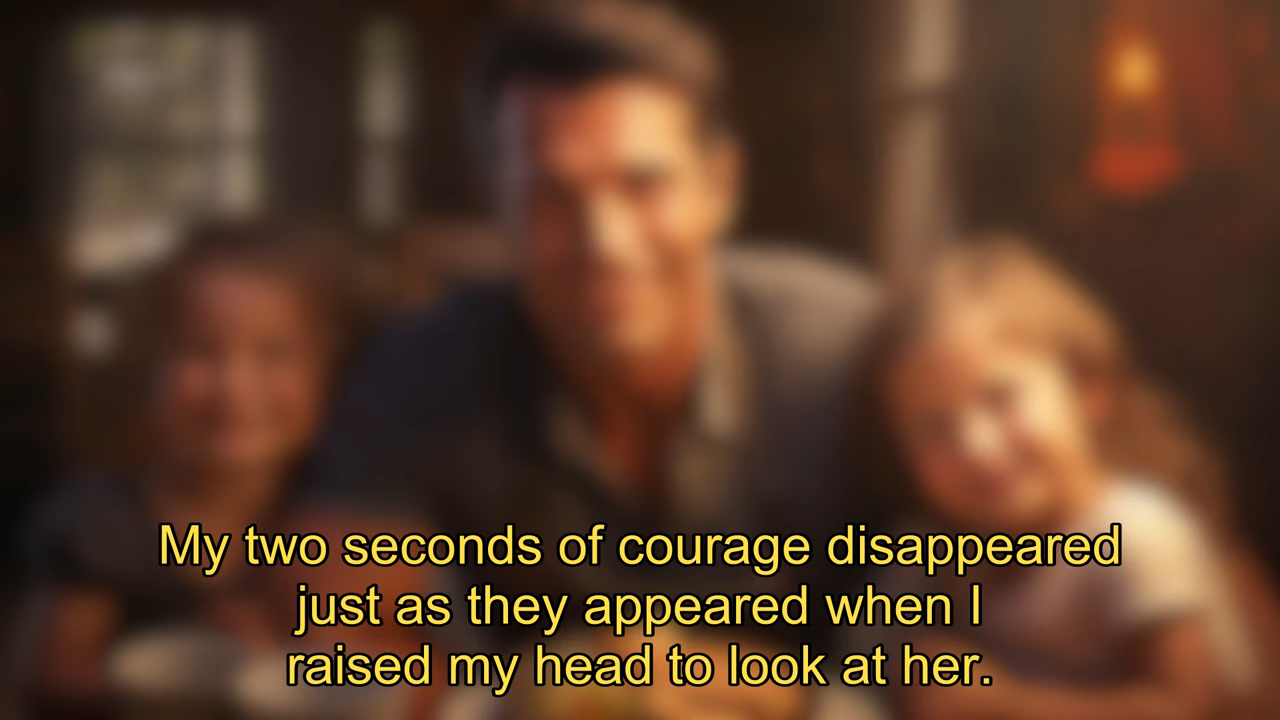 My two seconds of courage disappeared
just as they appeared when I
raised my head to look at her.